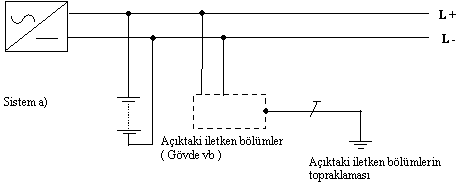 L +
L -
Sistem a)
Açıktaki iletken bölümler
( Gövde vb )
Açıktaki iletken bölümlerin
topraklaması